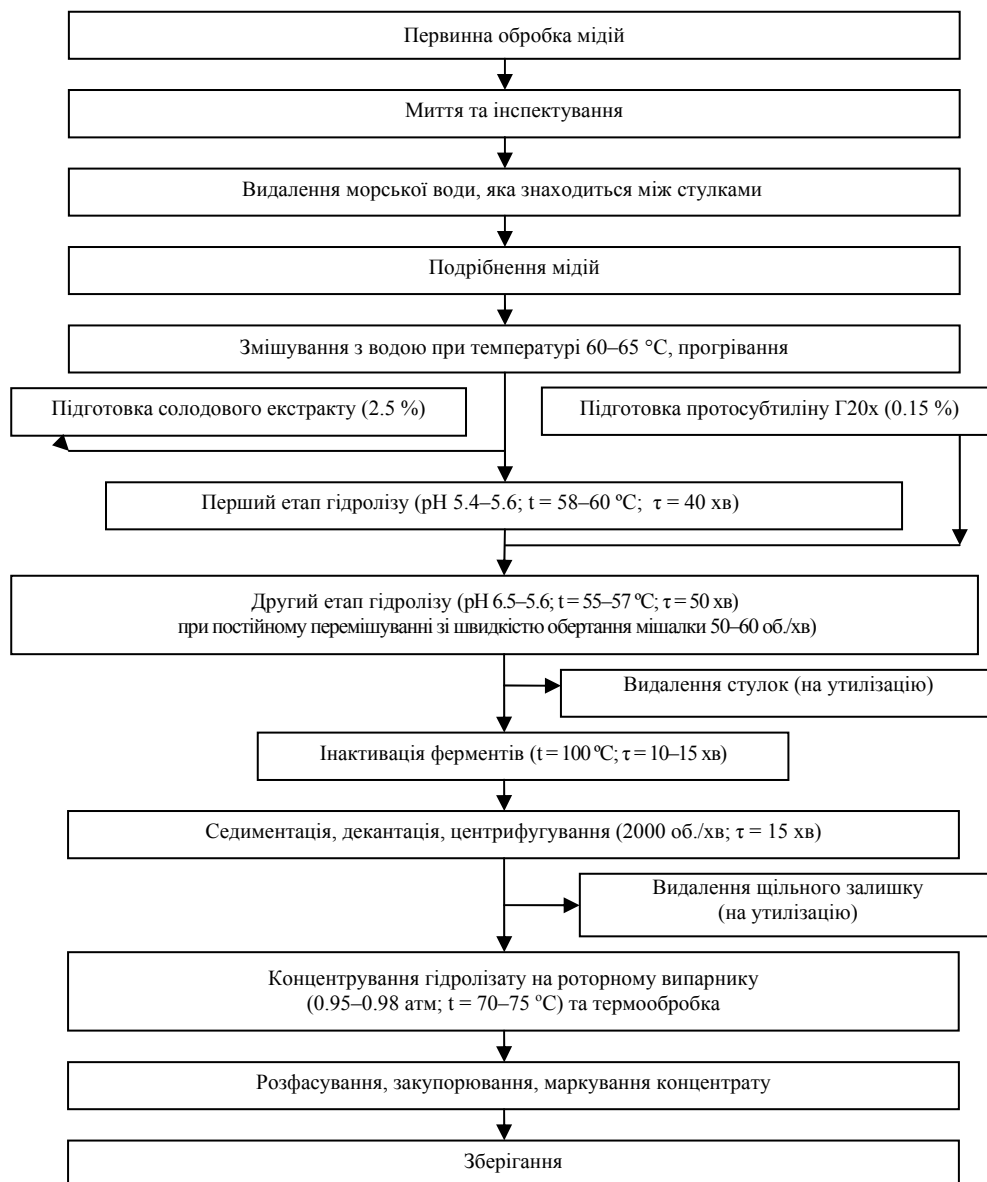 Первинна обробка мідій
Миття та інспектування
Видалення морської води, яка знаходиться між стулками
Подрібнення мідій
Змішування з водою при температурі 60–65 °С, прогрівання
Підготовка солодового екстракту (2.5 %)
Підготовка протосубтиліну Г20х (0.15 %)
Перший етап гідролізу (рН 5.4–5.6; t = 58–60 ºС; τ = 40 хв)
Другий етап гідролізу (рН 6.5–5.6; t = 55–57 ºС; τ = 50 хв)
при постійному перемішуванні зі швидкістю обертання мішалки 50–60 об./хв)
Видалення стулок (на утилізацію)
Інактивація ферментів (t = 100 ºС; τ = 10–15 хв)
Седиментація, декантація, центрифугування (2000 об./хв; τ = 15 хв)
Видалення щільного залишку
(на утилізацію)
Концентрування гідролізату на роторному випарнику
(0.95–0.98 атм; t = 70–75 °С) та термообробка
Розфасування, закупорювання, маркування концентрату
Зберігання